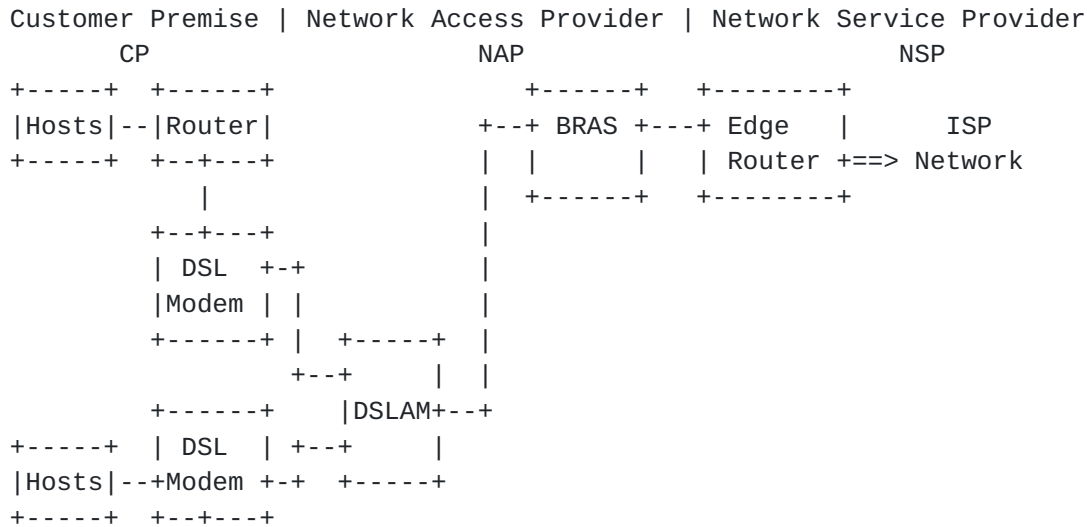 Customer Premise | Network Access Provider | Network Service Provider
       CP                     NAP                        NSP
+-----+  +------+                +------+   +--------+
|Hosts|--|Router|             +--+ BRAS +---+ Edge   |      ISP
+-----+  +--+---+             |  |      |   | Router +==> Network
            |                 |  +------+   +--------+
         +--+---+             |
         | DSL  +-+           |
         |Modem | |           |
         +------+ |  +-----+  |
                  +--+     |  |
         +------+    |DSLAM+--+
+-----+  | DSL  | +--+     |
|Hosts|--+Modem +-+  +-----+
+-----+  +--+---+